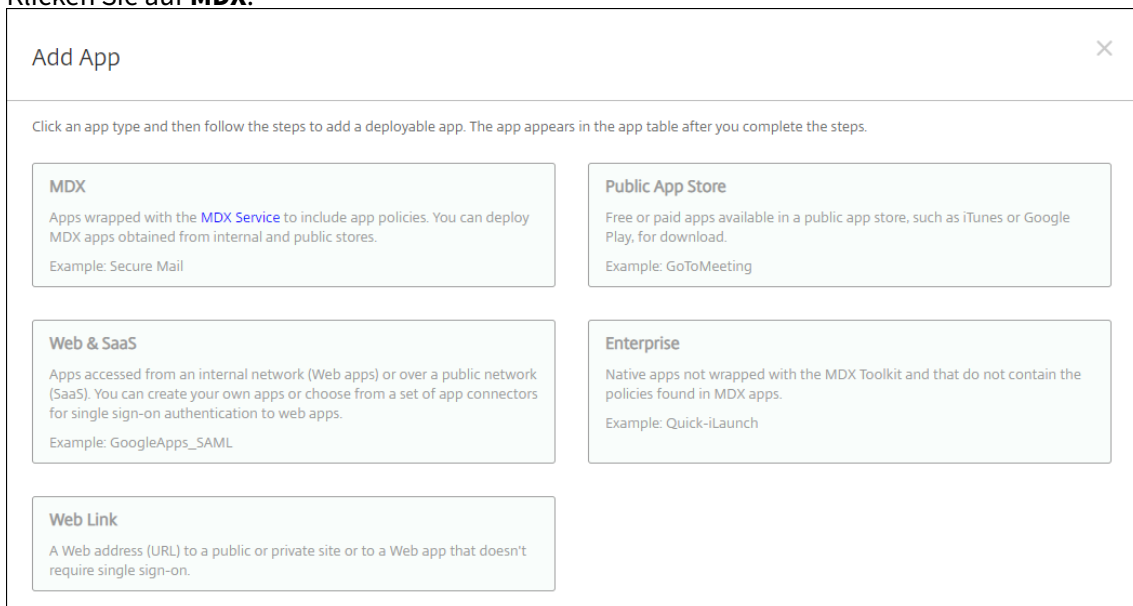 Klicken Sie auf MDX.
Add App
Click an app type and then follow the steps to add a deployable app. The app appears in the app table after you complete the steps.
MDX
Apps wrapped with the MDX Service to include app policies. You can deploy
MDX apps obtained from internal and public stores.
Example: Secure Mail
Public App Store
Free or paid apps available in a public app store, such as iTunes or Google
Play, for download.
Example: GoToMeeting
Web & SaaS
Apps accessed from an internal network (Web apps) or over a public network
(SaaS). You can create your own apps or choose from a set of app connectors
for single sign-on authentication to web apps.
Example: GoogleApps_SAML
Enterprise
Native apps not wrapped with the MDX Toolkit and that do not contain the
policies found in MDX apps.
Example: Quick-iLaunch
Web Link
A Web address (URL) to a public or private site or to a Web app that doesn't
require single sign-on.